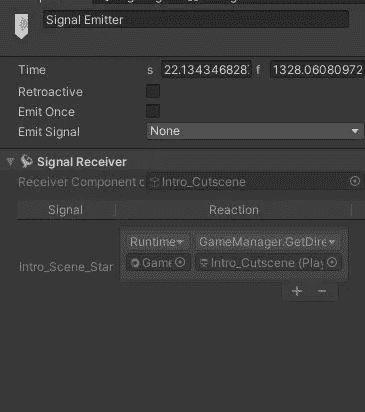 Signal Emitter
Time s 22.1343468287 f 1328.06080972
Retroactive
Emit Once
Emit Signal None
Signal Receiver
Receiver Component o Intro_Cutscene
Signal Reaction
Runtime GameManager.GetDire
Intro_Scene_Star Game Intro_Cutscene (Play
+ −